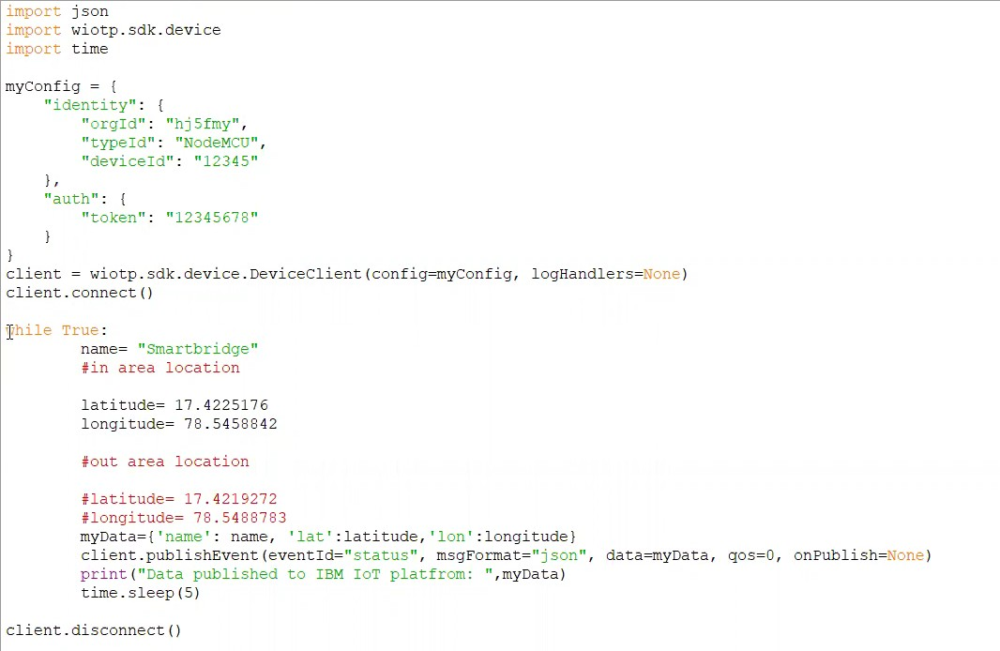 import json
import wiotp.sdk.device
import time
myConfig = {
    "identity": {
        "orgId": "hj5fmy",
        "typeId": "NodeMCU",
        "deviceId": "12345"
    },
    "auth": {
        "token": "12345678"
    }
}
client = wiotp.sdk.device.DeviceClient(config=myConfig, logHandlers=None)
client.connect()
while True:
        name= "Smartbridge"
        #in area location
        latitude= 17.4225176
        longitude= 78.5458842
        #out area location
        #latitude= 17.4219272
        #longitude= 78.5488783
        myData={'name': name, 'lat':latitude,'lon':longitude}
        client.publishEvent(eventId="status", msgFormat="json", data=myData, qos=0, onPublish=None)
        print("Data published to IBM IoT platfrom: ",myData)
        time.sleep(5)
client.disconnect()